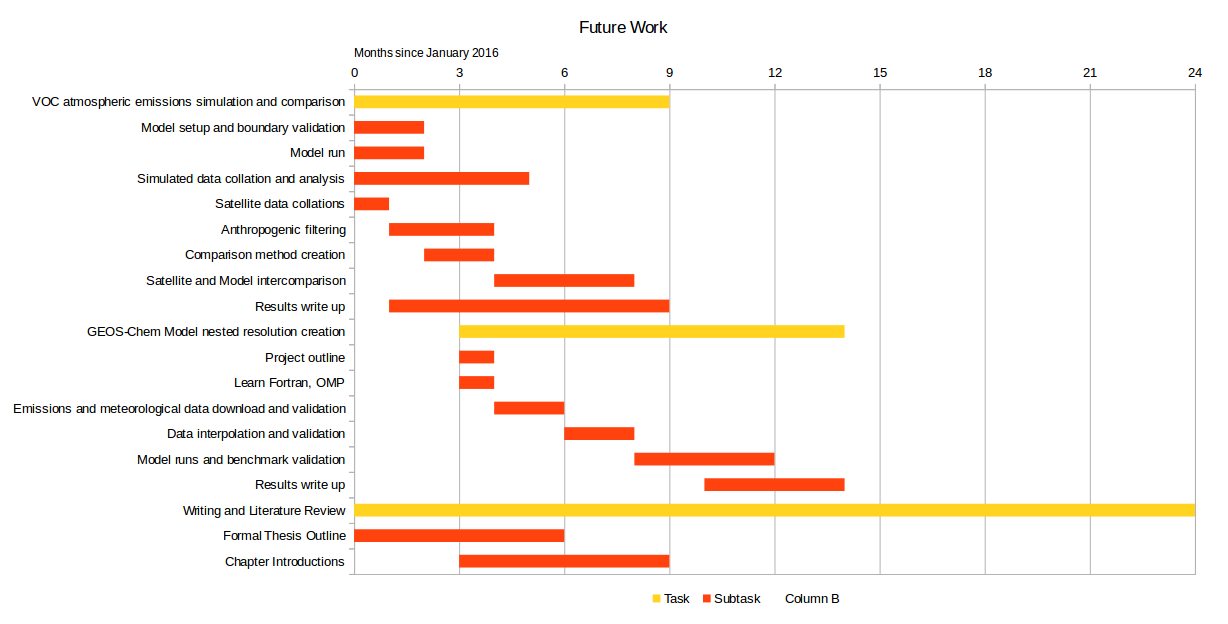 Future Work
Months since January 2016
0 3 6 9 12 15 18 21 24
VOC atmospheric emissions simulation and comparison
Model setup and boundary validation
Model run
Simulated data collation and analysis
Satellite data collations
Anthropogenic filtering
Comparison method creation
Satellite and Model intercomparison
Results write up
GEOS-Chem Model nested resolution creation
Project outline
Learn Fortran, OMP
Emissions and meteorological data download and validation
Data interpolation and validation
Model runs and benchmark validation
Results write up
Writing and Literature Review
Formal Thesis Outline
Chapter Introductions
Task Subtask Column B